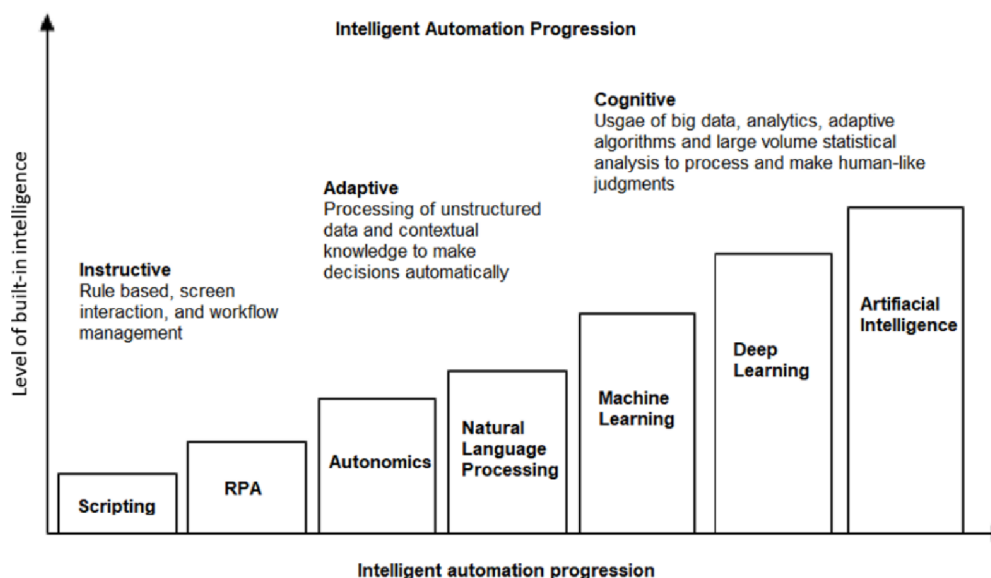 Intelligent Automation Progression
Cognitive
Usgae of big data, analytics, adaptive
algorithms and large volume statistical
analysis to process and make human-like
judgments
Adaptive
Processing of unstructured
data and contextual
knowledge to make
decisions automatically
Instructive
Rule based, screen
interaction, and workflow
management
Level of built-in intelligence
Scripting
RPA
Autonomics
Natural
Language
Processing
Machine
Learning
Deep
Learning
Artifiacial
Intelligence
Intelligent automation progression